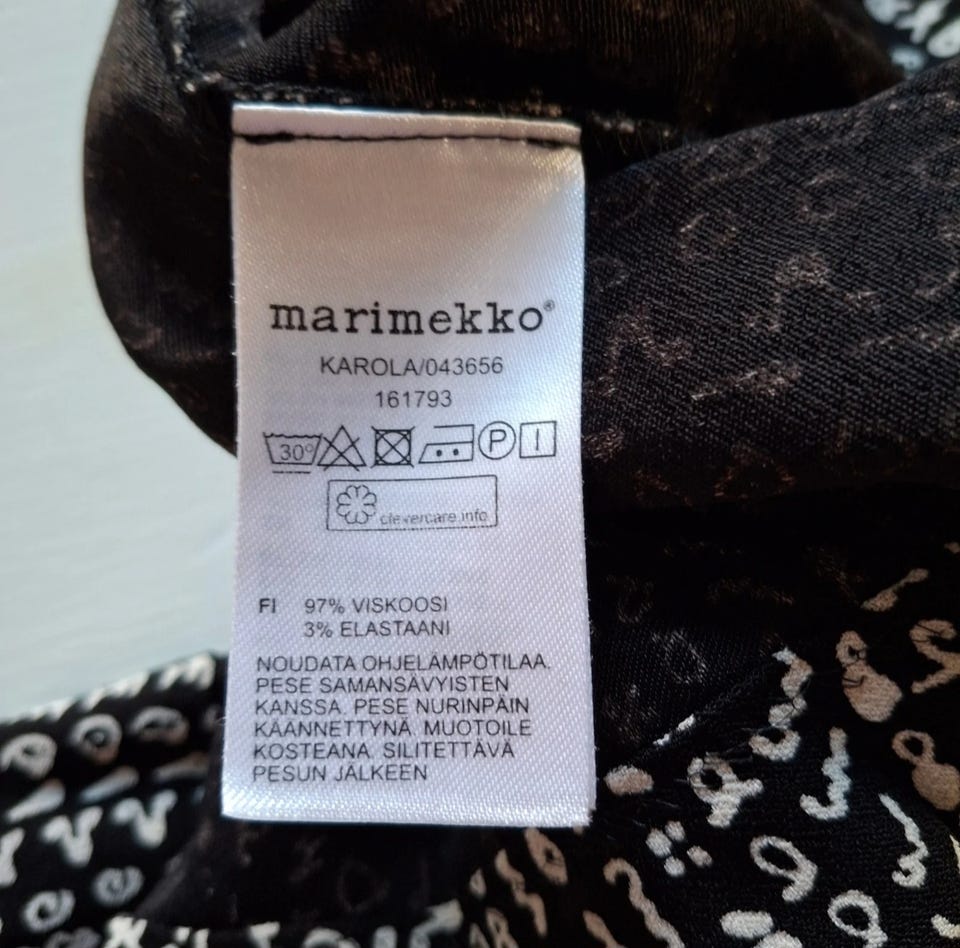 marimekko®
KAROLA/043656
161793
30° P
clevercare.info
FI 97% VISKOOSI
3% ELASTAANI
NOUDATA OHJELÄMPÖTILAA.
PESE SAMANSÄVYISTEN
KANSSA. PESE NURINPÄIN
KÄÄNNETTYNÄ. MUOTOILE
KOSTEANA. SILITETTÄVÄ
PESUN JÄLKEEN